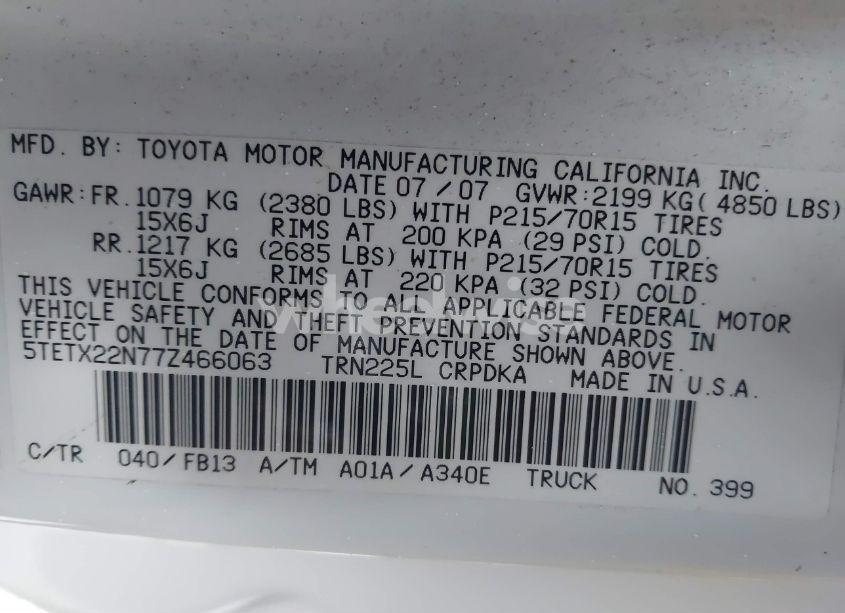 MFD. BY: TOYOTA MOTOR MANUFACTURING CALIFORNIA INC.
DATE 07/07 GVWR:2199 KG( 4850 LBS)
GAWR:FR.1079 KG (2380 LBS) WITH P215/70R15 TIRES
15X6J RIMS AT 200 KPA (29 PSI) COLD.
RR.1217 KG (2685 LBS) WITH P215/70R15 TIRES
15X6J RIMS AT 220 KPA (32 PSI) COLD.
THIS VEHICLE CONFORMS TO ALL APPLICABLE FEDERAL MOTOR
VEHICLE SAFETY AND THEFT PREVENTION STANDARDS IN
EFFECT ON THE DATE OF MANUFACTURE SHOWN ABOVE.
5TETX22N77Z466063 TRN225L CRPDKA MADE IN U.S.A.
C/TR 040/FB13 A/TM A01A/A340E TRUCK NO. 399